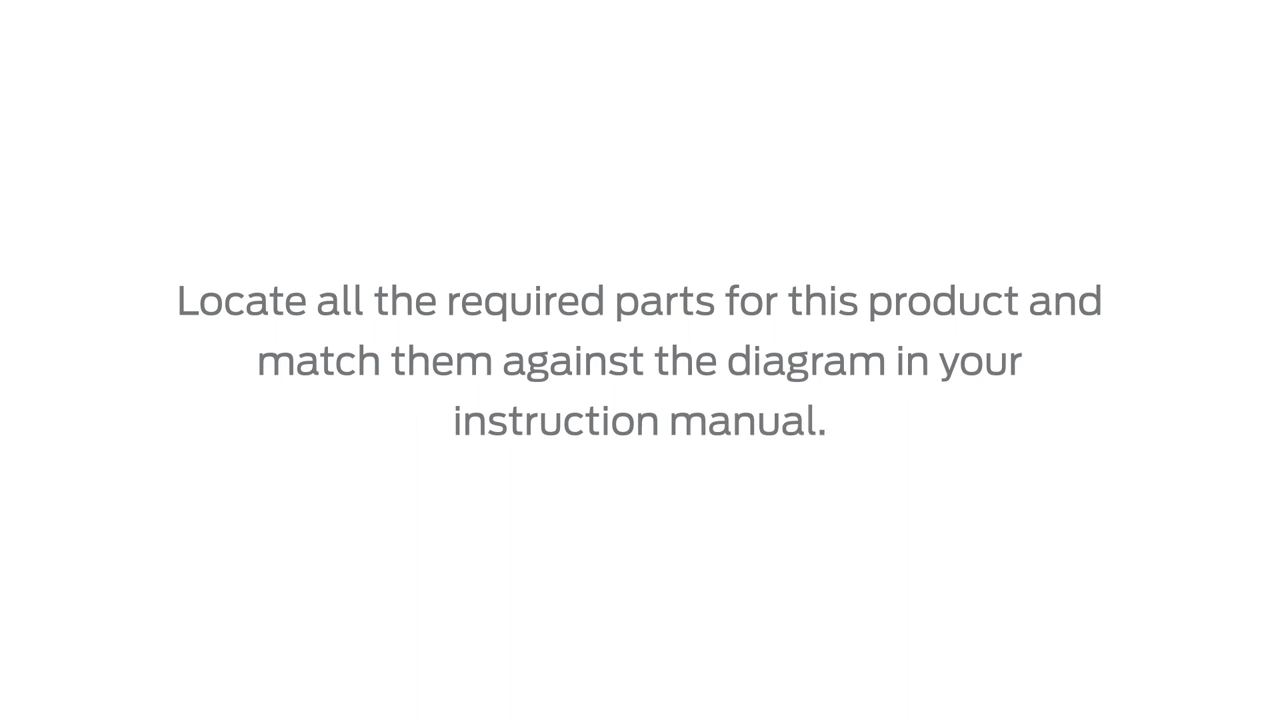 Locate all the required parts for this product and
match them against the diagram in your
instruction manual.